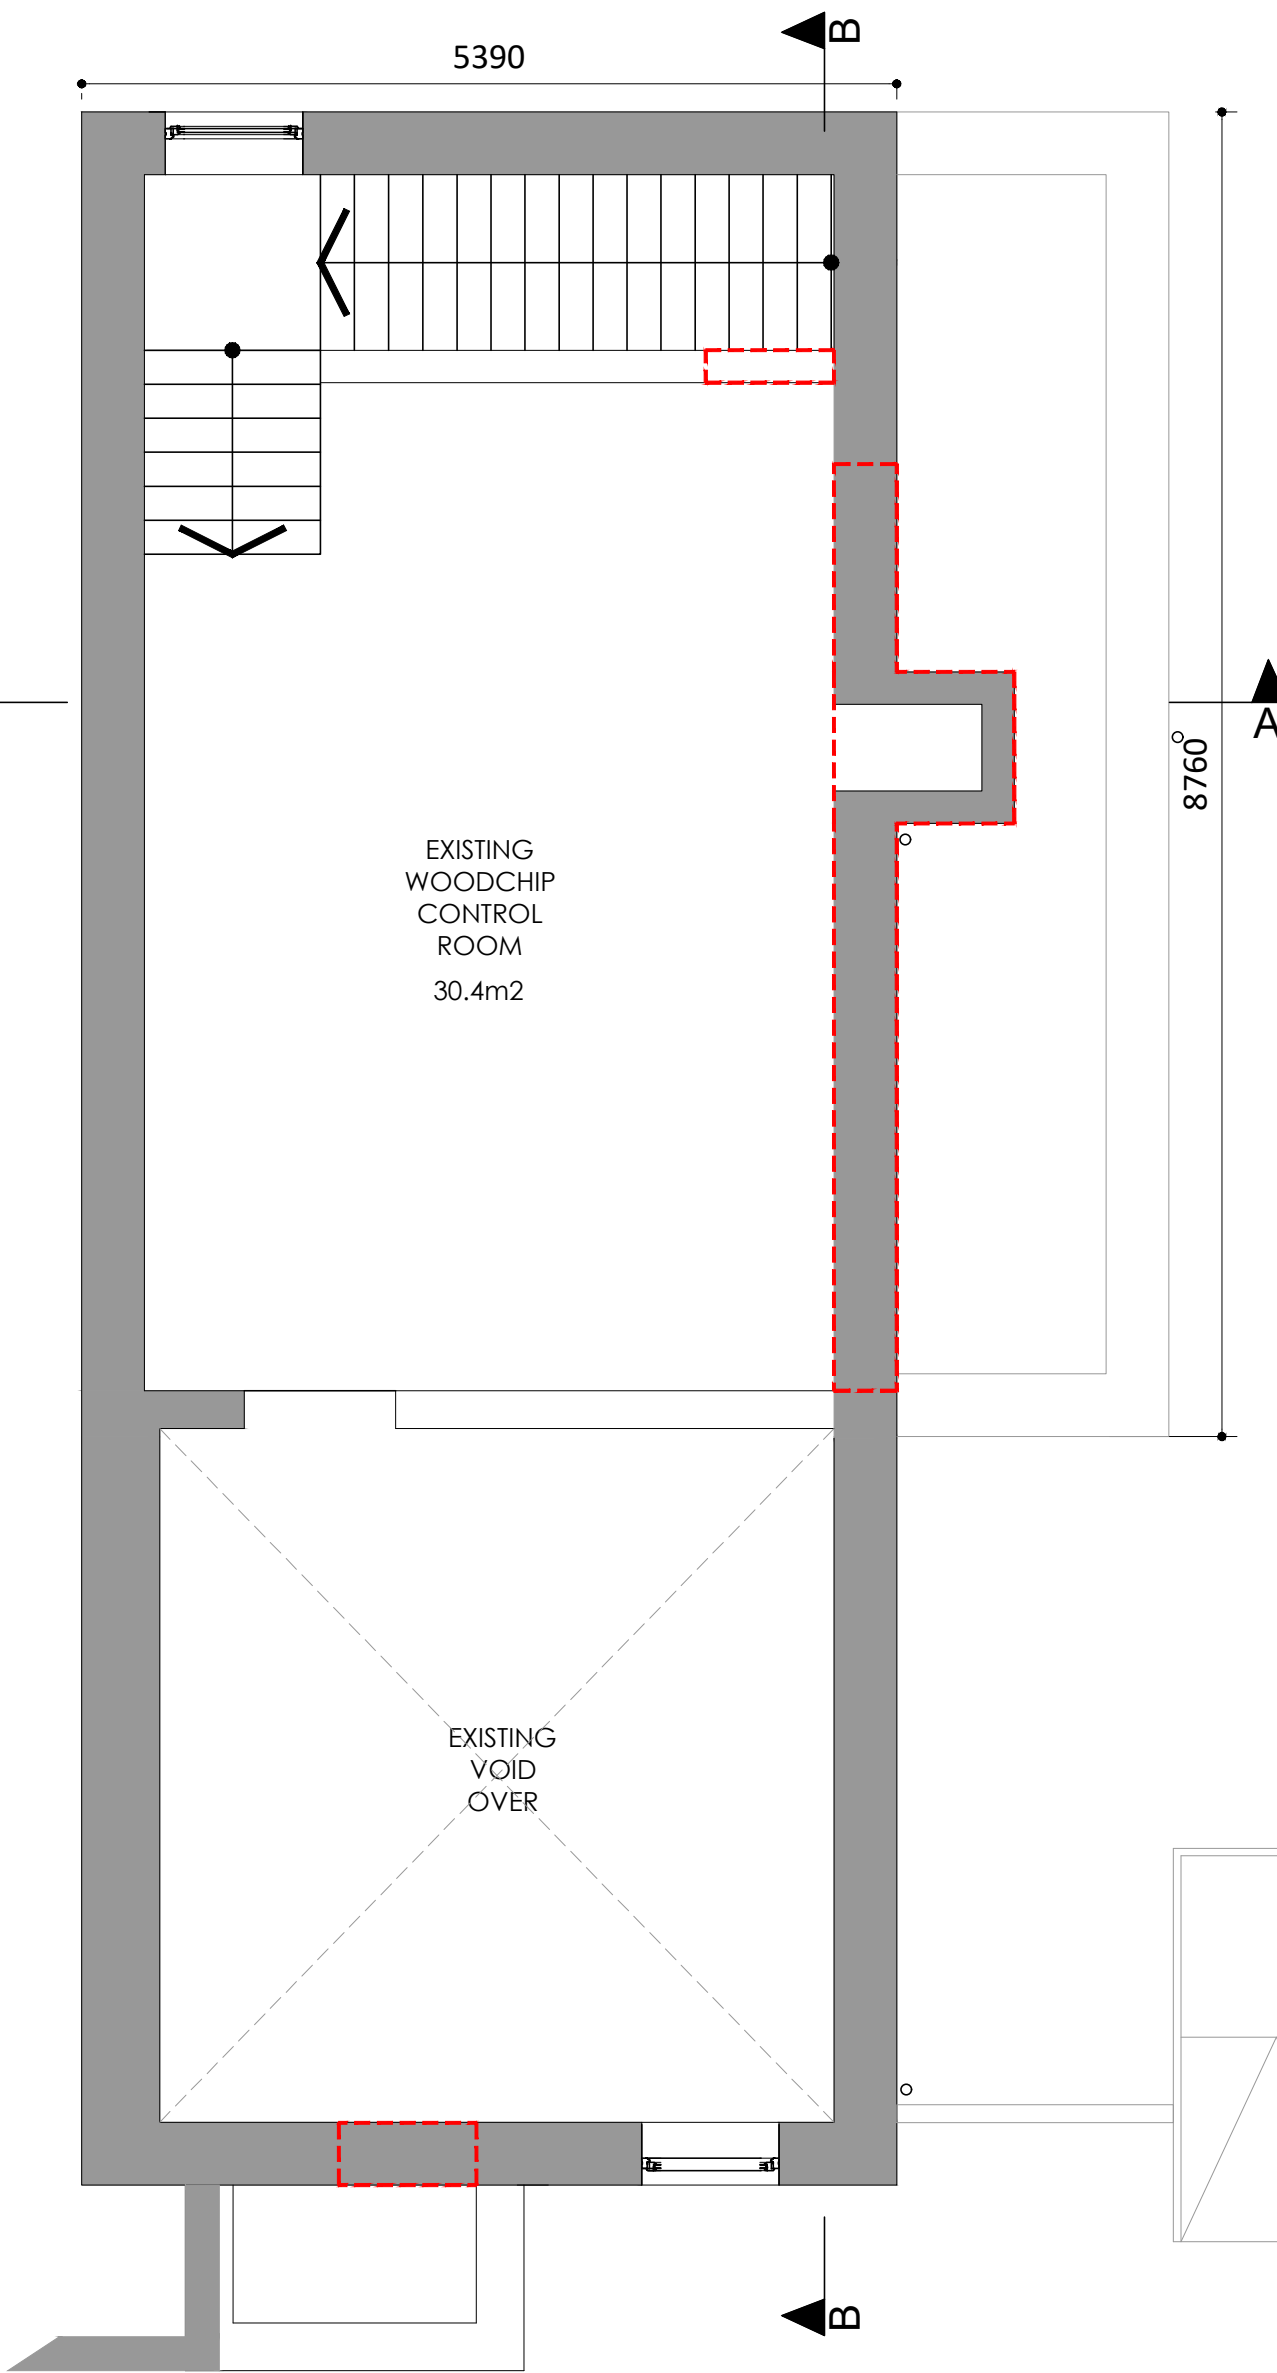 5390
B
A
8760
EXISTING
WOODCHIP
CONTROL
ROOM
30.4m2
EXISTING
VOID
OVER
B